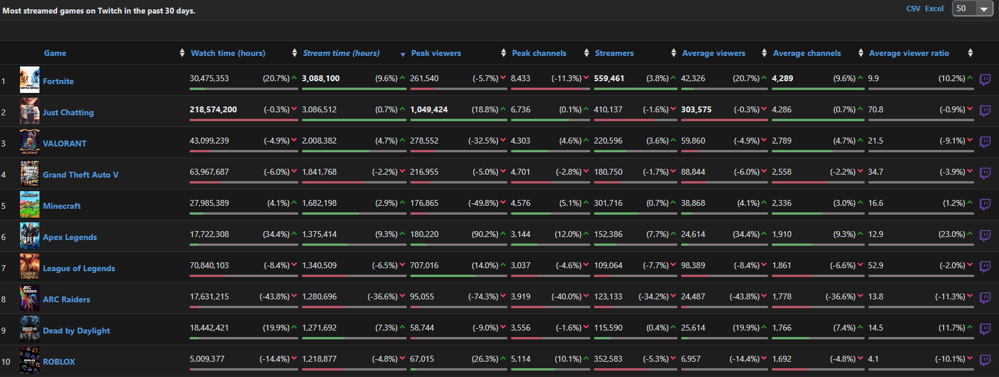 Most streamed games on Twitch in the past 30 days.
CSV Excel 50
Game Watch time (hours) Stream time (hours) Peak viewers Peak channels Streamers Average viewers Average channels Average viewer ratio
1 Fortnite 30,475,353 (20.7%) 3,088,100 (9.6%) 261,540 (-5.7%) 8,433 (-11.3%) 559,461 (3.8%) 42,326 (20.7%) 4,289 (9.6%) 9.9 (10.2%)
2 Just Chatting 218,574,200 (-0.3%) 3,086,512 (0.7%) 1,049,424 (18.8%) 6,736 (0.1%) 410,137 (-1.6%) 303,575 (-0.3%) 4,286 (0.7%) 70.8 (-0.9%)
3 VALORANT 43,099,239 (-4.9%) 2,008,382 (4.7%) 278,552 (-32.5%) 4,303 (4.6%) 220,596 (3.6%) 59,860 (-4.9%) 2,789 (4.7%) 21.5 (-9.1%)
4 Grand Theft Auto V 63,967,687 (-6.0%) 1,841,768 (-2.2%) 216,955 (-5.0%) 4,701 (-2.8%) 180,750 (-1.7%) 88,844 (-6.0%) 2,558 (-2.2%) 34.7 (-3.9%)
5 Minecraft 27,985,389 (4.1%) 1,682,198 (2.9%) 176,865 (-49.8%) 4,576 (5.1%) 301,716 (0.7%) 38,868 (4.1%) 2,336 (3.0%) 16.6 (1.2%)
6 Apex Legends 17,722,308 (34.4%) 1,375,414 (9.3%) 180,220 (90.2%) 3,144 (12.0%) 152,386 (7.7%) 24,614 (34.4%) 1,910 (9.3%) 12.9 (23.0%)
7 League of Legends 70,840,103 (-8.4%) 1,340,509 (-6.5%) 707,016 (14.0%) 3,037 (-4.6%) 109,064 (-7.7%) 98,389 (-8.4%) 1,861 (-6.6%) 52.9 (-2.0%)
8 ARC Raiders 17,631,215 (-43.8%) 1,280,696 (-36.6%) 95,055 (-74.3%) 3,919 (-40.0%) 123,133 (-34.2%) 24,487 (-43.8%) 1,778 (-36.6%) 13.8 (-11.3%)
9 Dead by Daylight 18,442,421 (19.9%) 1,271,692 (7.3%) 58,744 (-9.0%) 3,556 (-1.6%) 115,590 (0.4%) 25,614 (19.9%) 1,766 (7.4%) 14.5 (11.7%)
10 ROBLOX 5,009,377 (-14.4%) 1,218,877 (-4.8%) 67,015 (26.3%) 5,114 (10.1%) 352,583 (-5.3%) 6,957 (-14.4%) 1,692 (-4.8%) 4.1 (-10.1%)